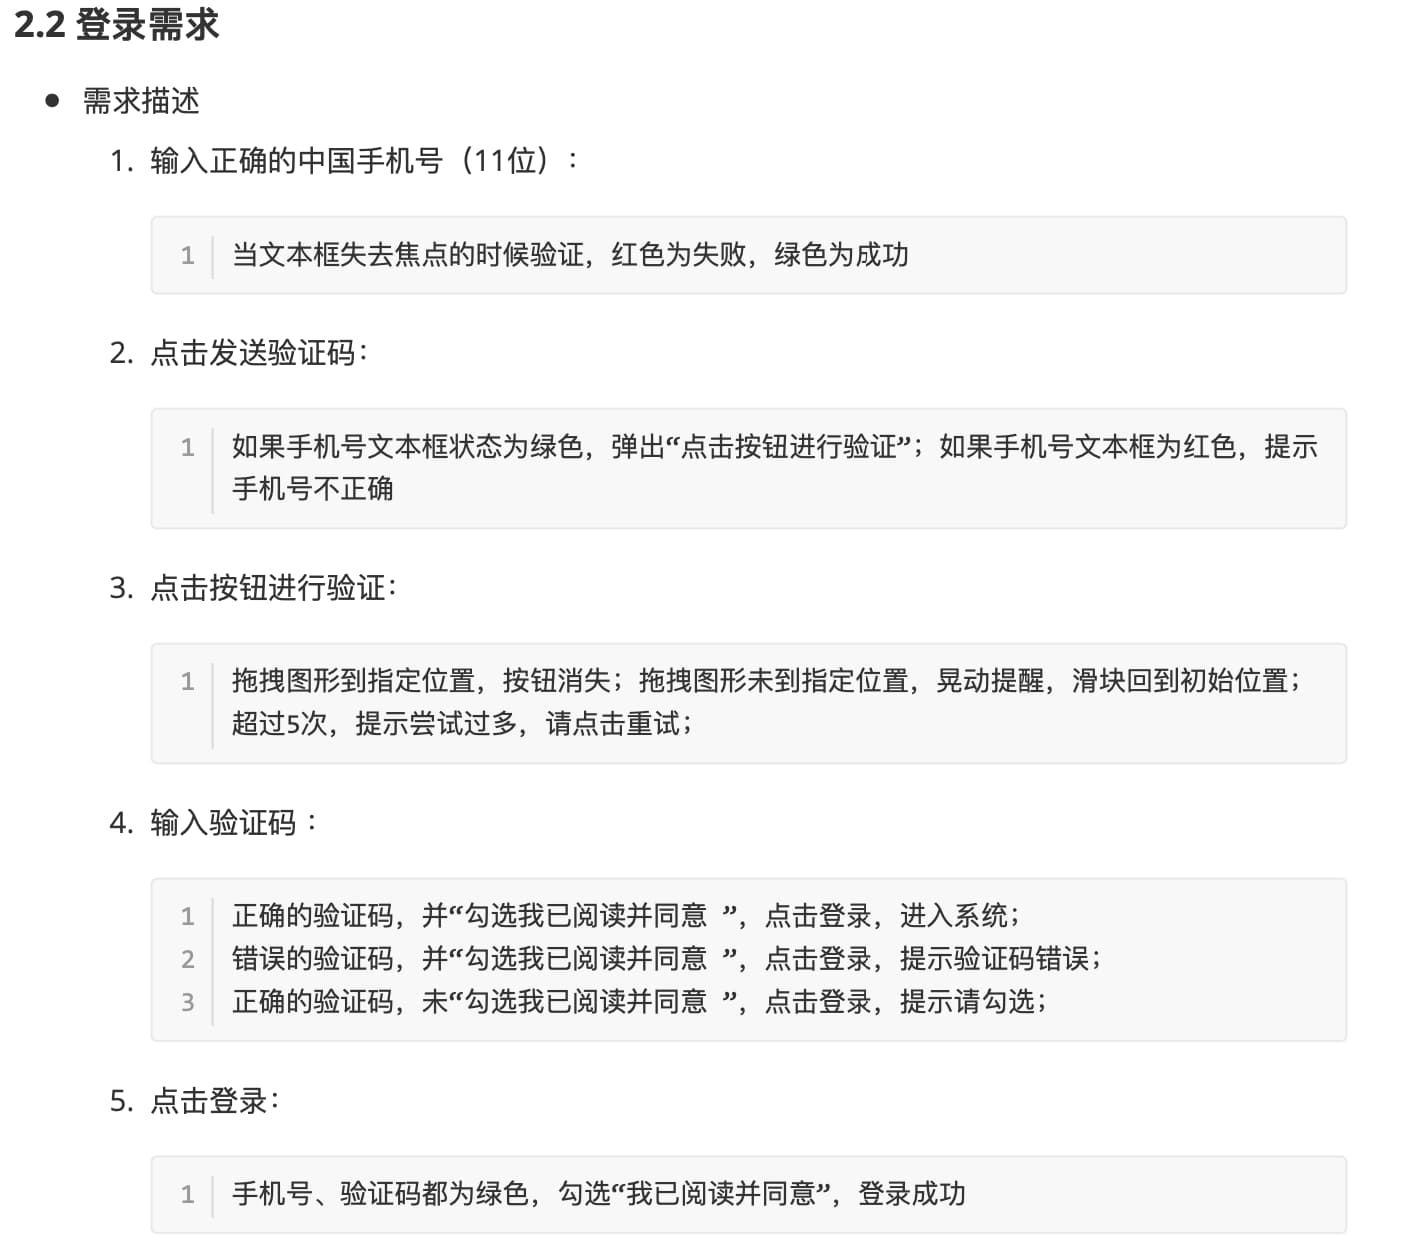 2.2 登录需求
• 需求描述
1. 输入正确的中国手机号（11位）：
1 当文本框失去焦点的时候验证，红色为失败，绿色为成功
2. 点击发送验证码：
1 如果手机号文本框状态为绿色，弹出“点击按钮进行验证”；如果手机号文本框为红色，提示
手机号不正确
3. 点击按钮进行验证：
1 拖拽图形到指定位置，按钮消失；拖拽图形未到指定位置，晃动提醒，滑块回到初始位置；
超过5次，提示尝试过多，请点击重试；
4. 输入验证码：
1 正确的验证码，并“勾选我已阅读并同意 ”，点击登录，进入系统；
2 错误的验证码，并“勾选我已阅读并同意 ”，点击登录，提示验证码错误；
3 正确的验证码，未“勾选我已阅读并同意 ”，点击登录，提示请勾选；
5. 点击登录：
1 手机号、验证码都为绿色，勾选“我已阅读并同意”，登录成功